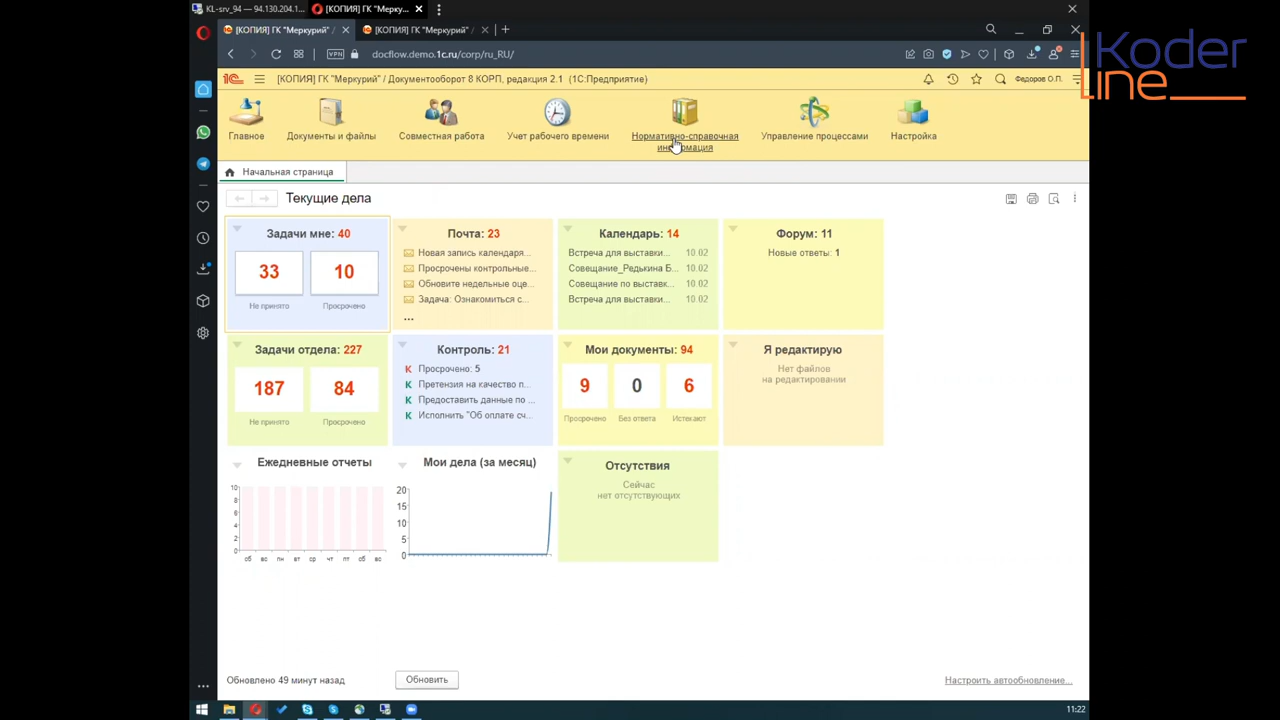 KL-srv_94 — 94.130.204.1...
[КОПИЯ] ГК "Мерку...
Koder
Line
[КОПИЯ] ГК "Меркурий" /
[КОПИЯ] ГК "Меркурий" /
VPN
docflow.demo.1c.ru/corp/ru_RU/
[КОПИЯ] ГК "Меркурий" / Документооборот 8 КОРП, редакция 2.1 (1С:Предприятие)
Федоров О.П.
Главное
Документы и файлы
Совместная работа
Учет рабочего времени
Нормативно-справочная информация
Управление процессами
Настройка
Начальная страница
Текущие дела
Задачи мне: 40
33
10
Не принято
Просрочено
Почта: 23
Новая запись календаря...
Просрочены контрольные...
Обновите недельные оце...
Задача: Ознакомиться с...
...
Календарь: 14
Встреча для выставки... 10.02
Совещание_Редькина Б... 10.02
Совещание по выставк... 10.02
Встреча для выставки... 10.02
Форум: 11
Новые ответы: 1
Задачи отдела: 227
187
84
Не принято
Просрочено
Контроль: 21
К Просрочено: 5
К Претензия на качество п...
К Предоставить данные по ...
К Исполнить "Об оплате сч...
Мои документы: 94
9
0
6
Просрочено
Без ответа
Истекают
Я редактирую
Нет файлов
на редактировании
Ежедневные отчеты
10
8
6
4
2
0
сб вс пн вт ср чт пт сб вс
Мои дела (за месяц)
20
15
10
5
0
Отсутствия
Сейчас
нет отсутствующих
Обновлено 49 минут назад
Обновить
Настроить автообновление...
11:22